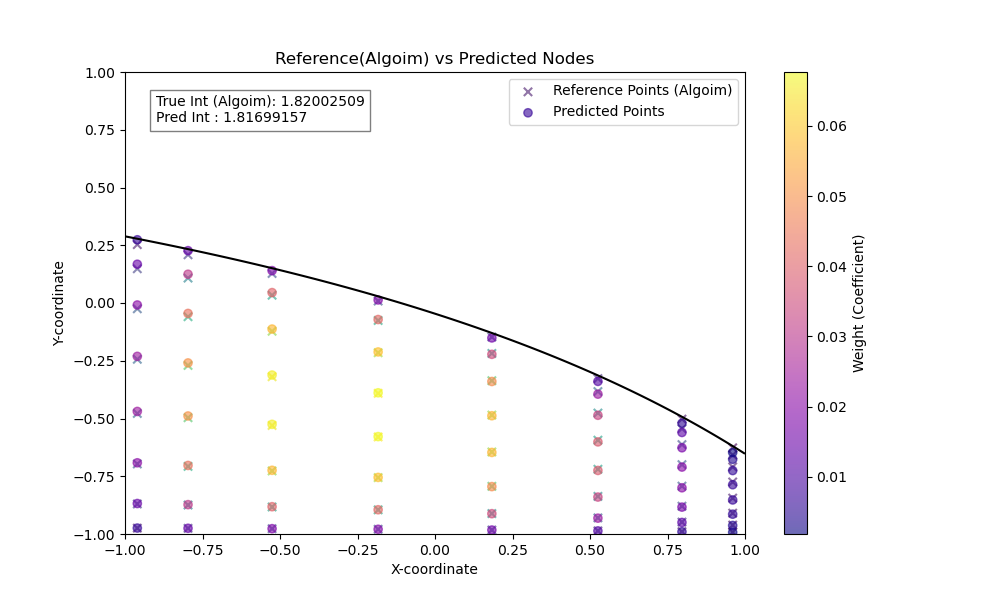 Reference(Algoim) vs Predicted Nodes
True Int (Algoim): 1.82002509
Pred Int : 1.81699157
Reference Points (Algoim)
Predicted Points
1.00
0.75
0.50
0.25
0.00
−0.25
−0.50
−0.75
−1.00
Y-coordinate
−1.00 −0.75 −0.50 −0.25 0.00 0.25 0.50 0.75 1.00
X-coordinate
0.06
0.05
0.04
0.03
0.02
0.01
Weight (Coefficient)